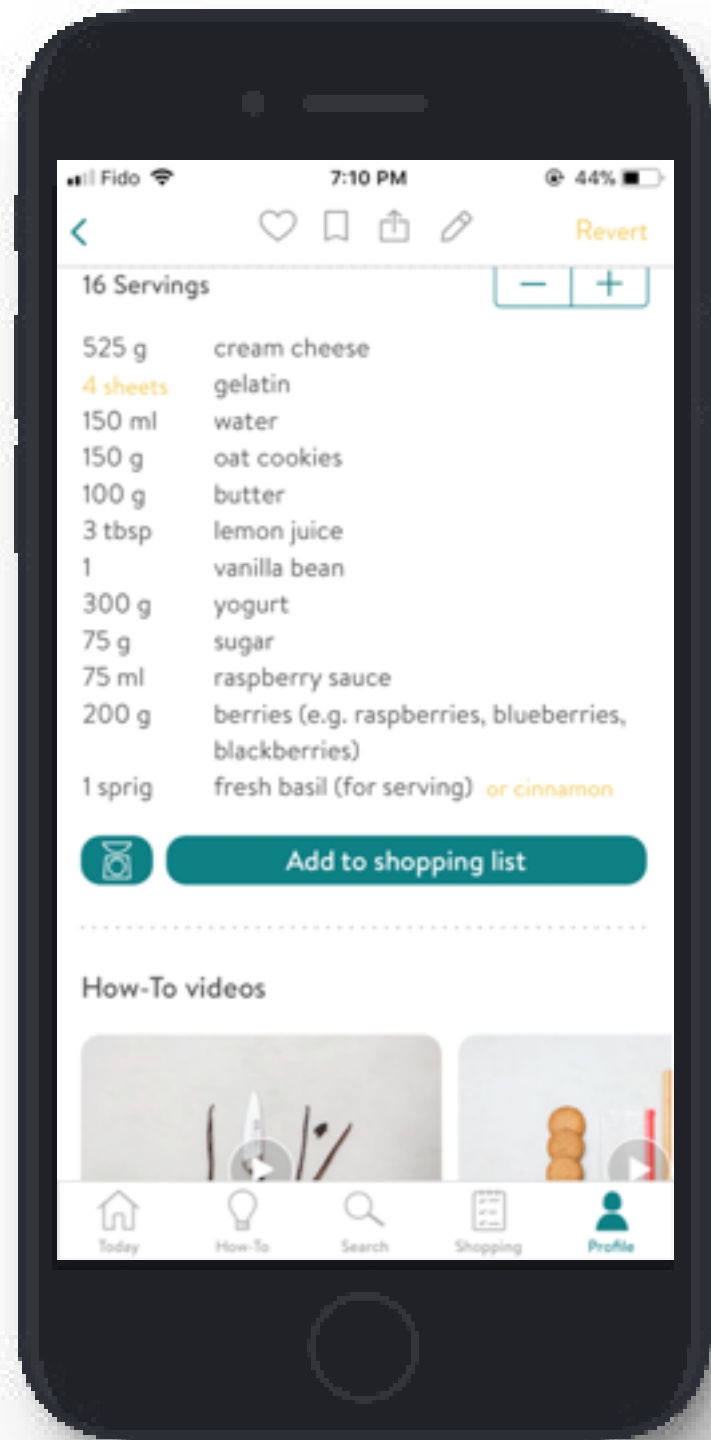 Fido 7:10 PM 44%
Revert
16 Servings − +
525 g cream cheese
4 sheets gelatin
150 ml water
150 g oat cookies
100 g butter
3 tbsp lemon juice
1 vanilla bean
300 g yogurt
75 g sugar
75 ml raspberry sauce
200 g berries (e.g. raspberries, blueberries,
blackberries)
1 sprig fresh basil (for serving) or cinnamon
Add to shopping list
How-To videos
Today How-To Search Shopping Profile